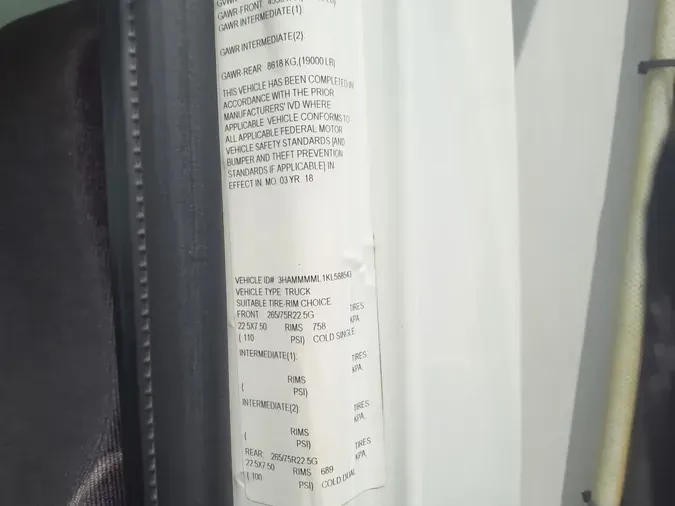 GAWR-FRONT
GAWR INTERMEDIATE(1):
GAWR INTERMEDIATE(2):
GAWR-REAR: 8618 KG,(19000 LB)
THIS VEHICLE HAS BEEN COMPLETED IN
ACCORDANCE WITH THE PRIOR
MANUFACTURERS' IVD WHERE
APPLICABLE. VEHICLE CONFORMS TO
ALL APPLICABLE FEDERAL MOTOR
VEHICLE SAFETY STANDARDS [AND
BUMPER AND THEFT PREVENTION
STANDARDS IF APPLICABLE] IN
EFFECT IN: MO. 03 YR. 18
VEHICLE ID# 3HAMMMML1KL588543
VEHICLE TYPE: TRUCK
SUITABLE TIRE-RIM CHOICE
FRONT 265/75R22.5G TIRES
22.5X7.50 RIMS 758 KPA
( 110 PSI) COLD SINGLE
INTERMEDIATE(1): TIRES
RIMS KPA
( PSI)
INTERMEDIATE(2) TIRES
RIMS KPA
( PSI)
REAR: 265/75R22.5G TIRES
22.5X7.50 RIMS 689 KPA
( 100 PSI) COLD DUAL